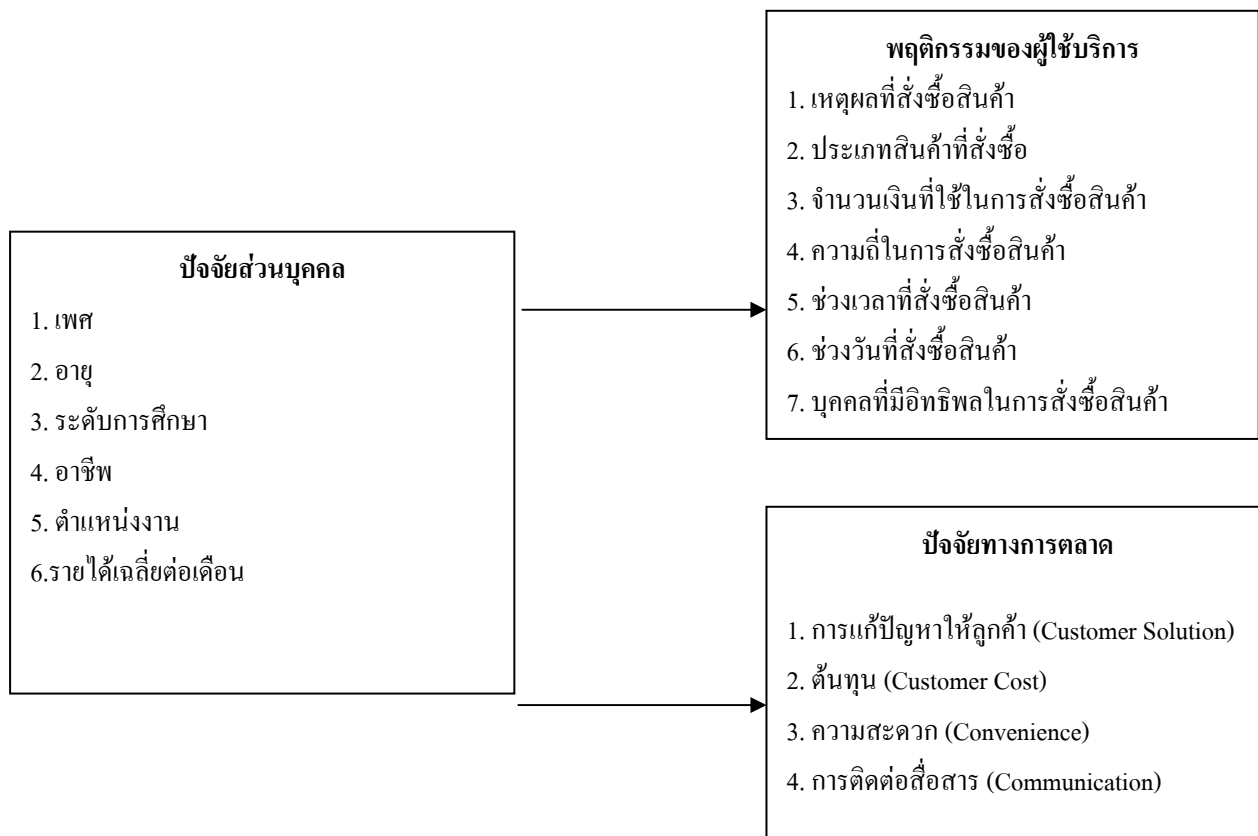 พฤติกรรมของผู้ใช้บริการ
1. เหตุผลที่สั่งซื้อสินค้า
2. ประเภทสินค้าที่สั่งซื้อ
3. จำนวนเงินที่ใช้ในการสั่งซื้อสินค้า
4. ความถี่ในการสั่งซื้อสินค้า
5. ช่วงเวลาที่สั่งซื้อสินค้า
6. ช่วงวันที่สั่งซื้อสินค้า
7. บุคคลที่มีอิทธิพลในการสั่งซื้อสินค้า
ปัจจัยส่วนบุคคล
1. เพศ
2. อายุ
3. ระดับการศึกษา
4. อาชีพ
5. ตำแหน่งงาน
6.รายได้เฉลี่ยต่อเดือน
ปัจจัยทางการตลาด
1. การแก้ปัญหาให้ลูกค้า (Customer Solution)
2. ต้นทุน (Customer Cost)
3. ความสะดวก (Convenience)
4. การติดต่อสื่อสาร (Communication)